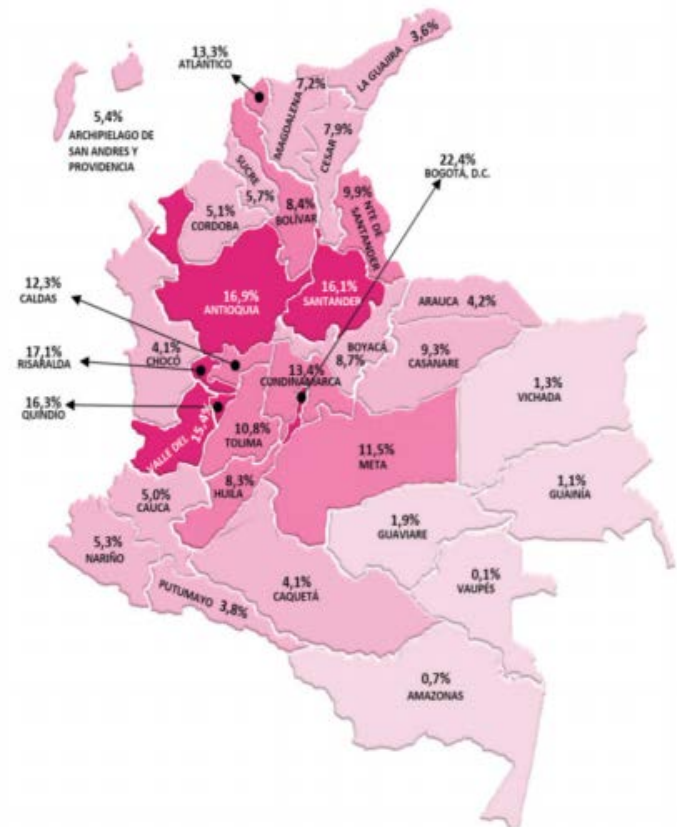 3,6%
LA GUAJIRA
13,3%
ATLÁNTICO
7,2%
MAGDALENA
5,4%
ARCHIPIELAGO DE
SAN ANDRES Y
PROVIDENCIA
7,9%
CESAR
22,4%
BOGOTÁ, D.C.
SUCRE
5,7%
9,9%
NTE DE
SANTANDER
8,4%
BOLÍVAR
5,1%
CORDOBA
12,3%
CALDAS
16,9%
ANTIOQUIA
16,1%
SANTANDER
ARAUCA 4,2%
17,1%
RISARALDA
4,1%
CHOCÓ
BOYACÁ
8,7%
9,3%
CASANARE
13,4%
CUNDINAMARCA
1,3%
VICHADA
16,3%
QUINDÍO
VALLE DEL
15,4%
10,8%
TOLIMA
11,5%
META
8,3%
HUILA
1,1%
GUAINÍA
5,0%
CAUCA
1,9%
GUAVIARE
5,3%
NARIÑO
PUTUMAYO 3,8%
4,1%
CAQUETÁ
0,1%
VAUPÉS
0,7%
AMAZONAS